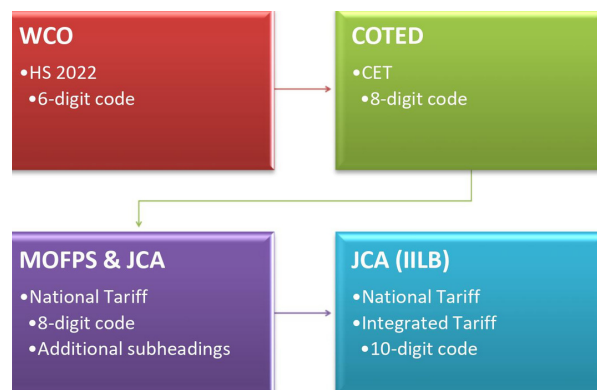 WCO
•HS 2022
•6-digit code
COTED
•CET
•8-digit code
MOFPS & JCA
•National Tariff
•8-digit code
•Additional subheadings
JCA (IILB)
•National Tariff
•Integrated Tariff
•10-digit code